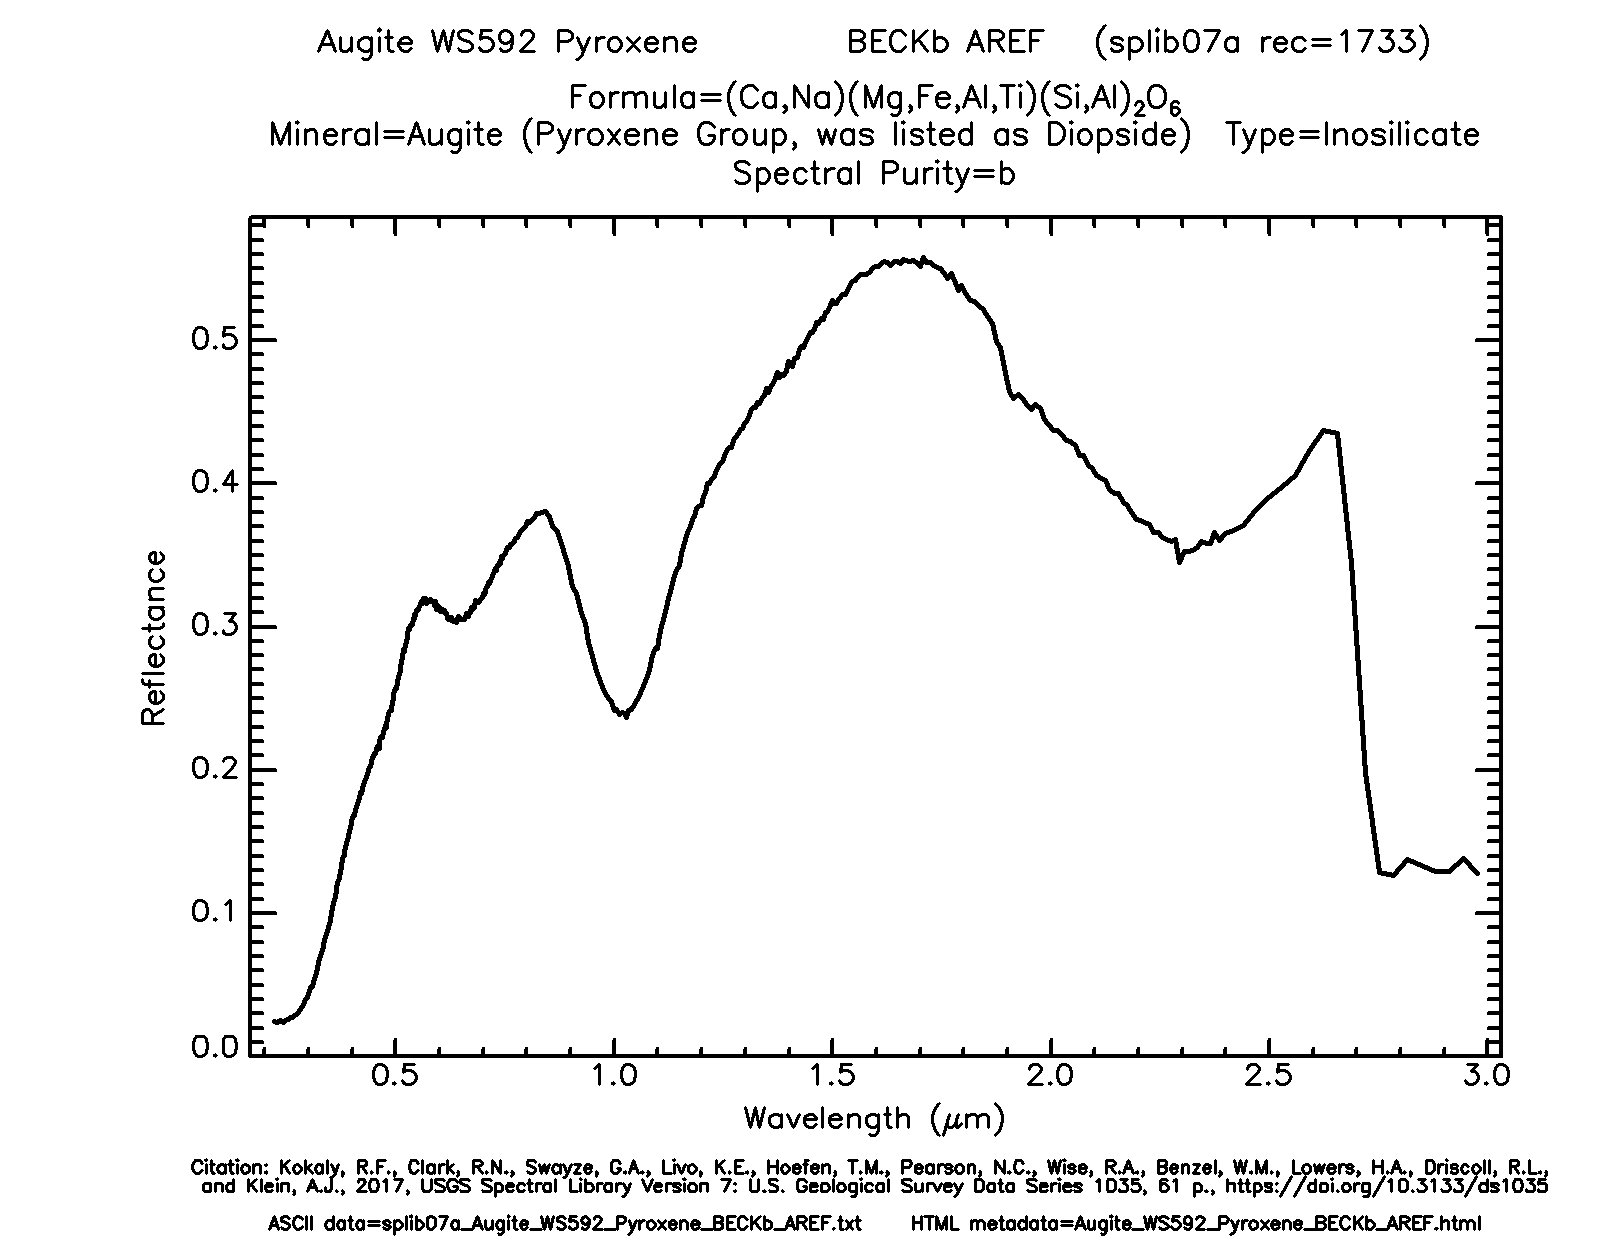 Augite WS592 Pyroxene BECKb AREF (splib07a rec=1733)
Formula=(Ca,Na)(Mg,Fe,Al,Ti)(Si,Al)₂O₆
Mineral=Augite (Pyroxene Group, was listed as Diopside) Type=Inosilicate
Spectral Purity=b
0.5
0.4
0.3
0.2
0.1
0.0
Reflectance
0.5 1.0 1.5 2.0 2.5 3.0
Wavelength (μm)
Citation: Kokaly, R.F., Clark, R.N., Swayze, G.A., Livo, K.E., Hoefen, T.M., Pearson, N.C., Wise, R.A., Benzel, W.M., Lowers, H.A., Driscoll, R.L.,
and Klein, A.J., 2017, USGS Spectral Library Version 7: U.S. Geological Survey Data Series 1035, 61 p., https://doi.org/10.3133/ds1035
ASCII data=splib07a_Augite_WS592_Pyroxene_BECKb_AREF.txt HTML metadata=Augite_WS592_Pyroxene_BECKb_AREF.html